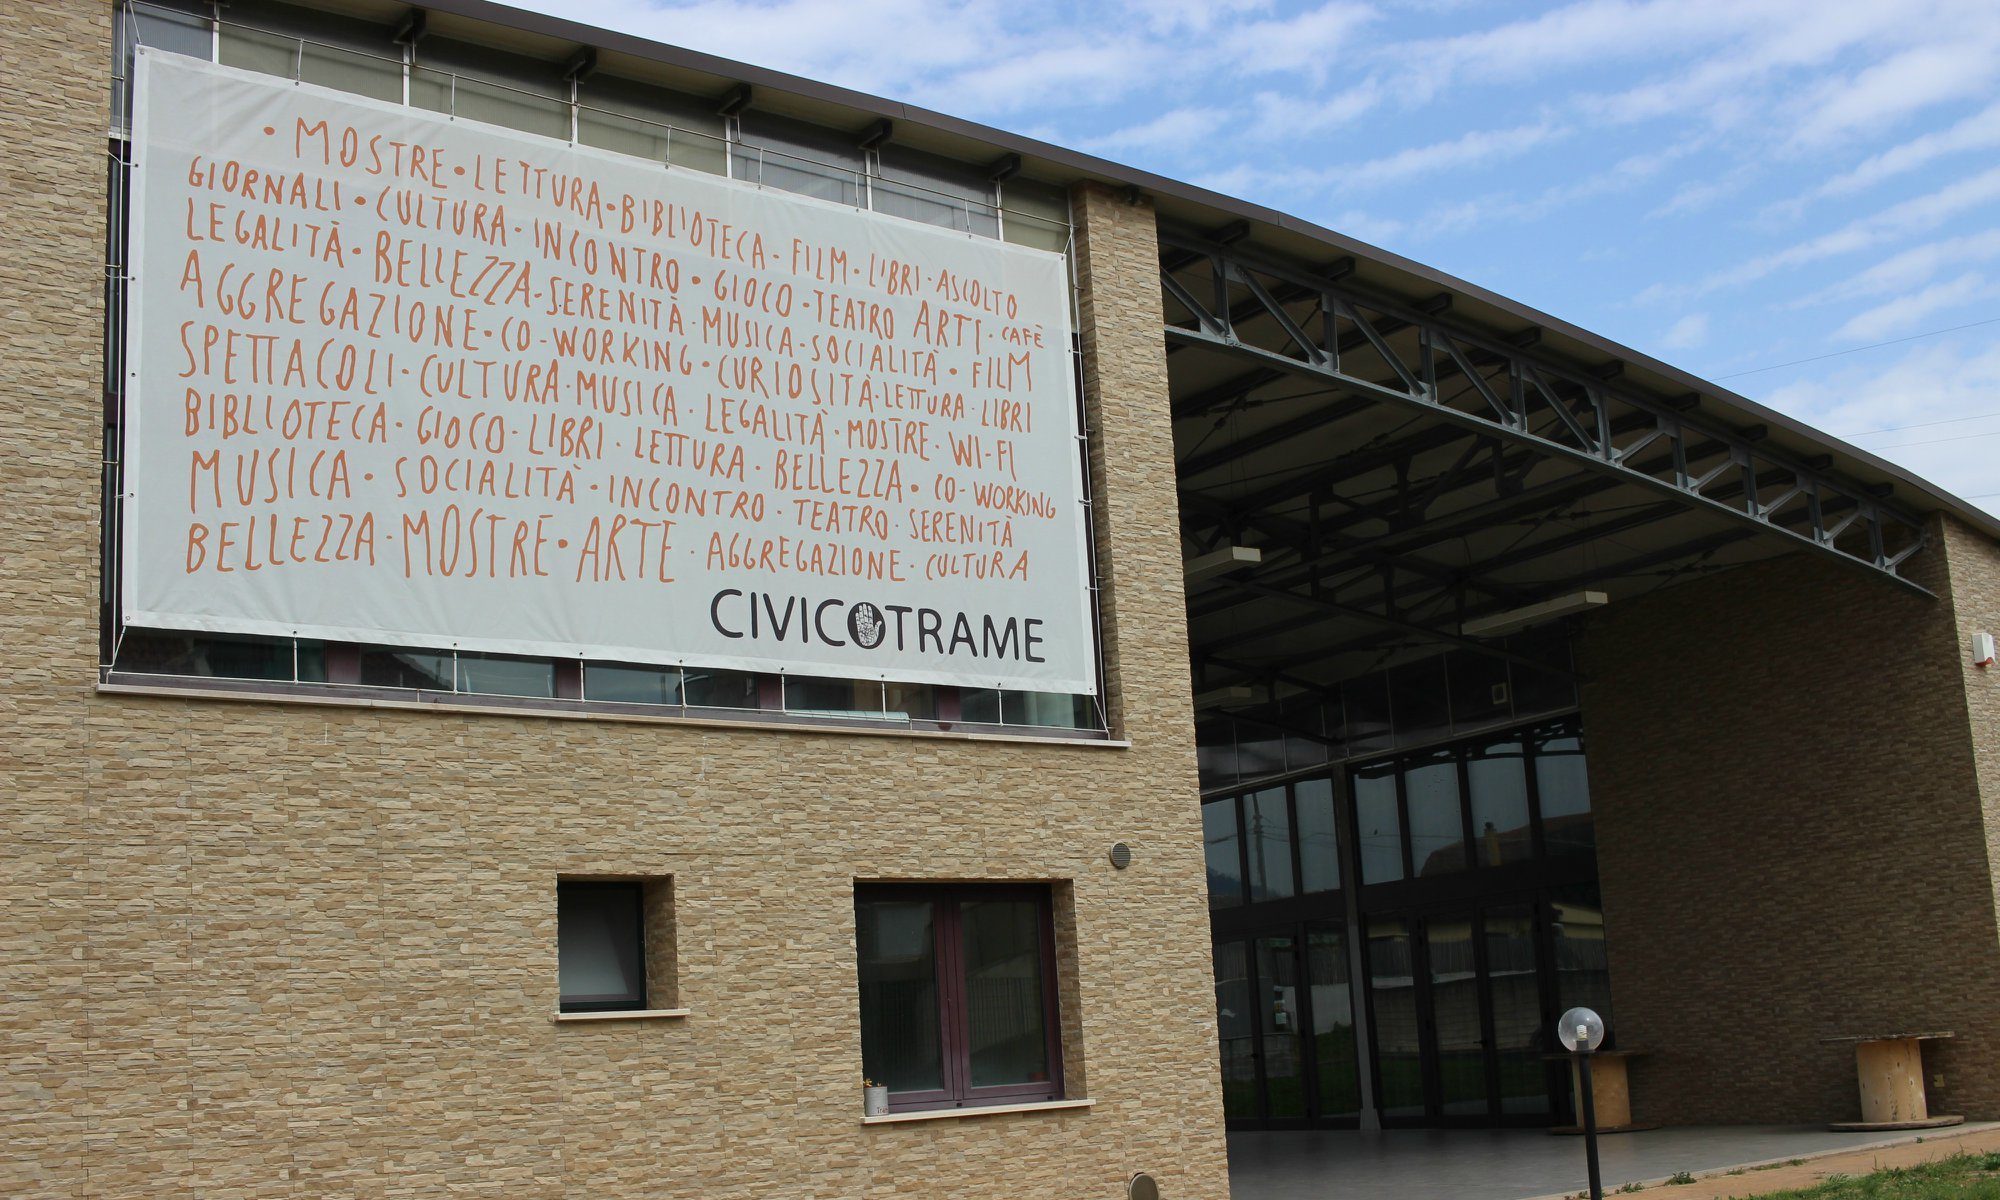 • MOSTRE • LETTURA • BIBLIOTECA • FILM • LIBRI • ASCOLTO
GIORNALI • CULTURA • INCONTRO • GIOCO • TEATRO ARTI • CAFÈ
LEGALITÀ • BELLEZZA • SERENITÀ • MUSICA • SOCIALITÀ • FILM
AGGREGAZIONE • CO-WORKING • CURIOSITÀ • LETTURA • LIBRI
SPETTACOLI • CULTURA • MUSICA • LEGALITÀ • MOSTRE • WI-FI
BIBLIOTECA • GIOCO • LIBRI • LETTURA • BELLEZZA • CO-WORKING
MUSICA • SOCIALITÀ • INCONTRO • TEATRO • SERENITÀ
BELLEZZA • MOSTRE • ARTE • AGGREGAZIONE • CULTURA
CIVICOTRAME